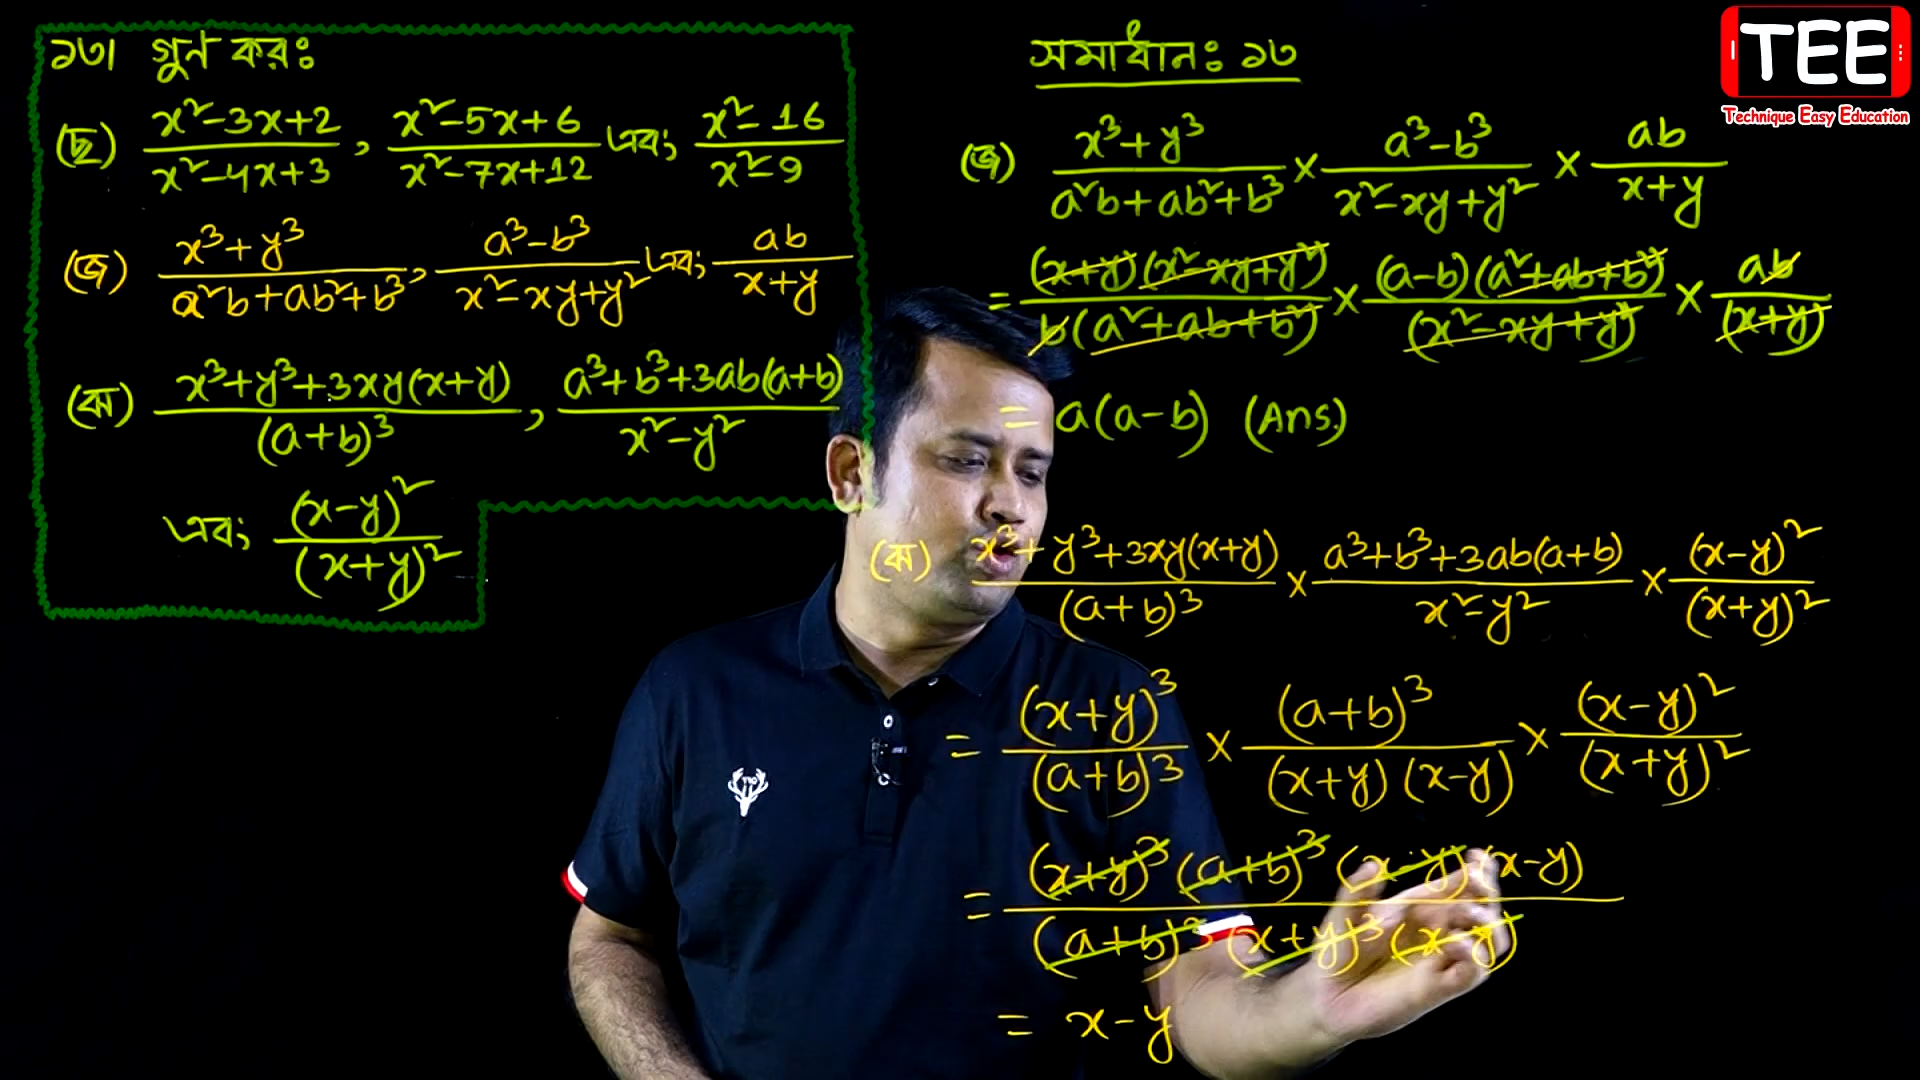 ১৩। গুণ করঃ
(চ) x²-3x+2/x²-4x+3, x²-5x+6/x²-7x+12 এবং x²-16/x²-9
(জ) x³+y³/a²b+ab²+b³, a³-b³/x²-xy+y² এবং ab/x+y
(ঝ) x³+y³+3xy(x+y)/(a+b)³, a³+b³+3ab(a+b)/x²-y²
এবং (x-y)²/(x+y)²
সমাধানঃ ১৩
(জ) x³+y³/a²b+ab²+b³ × a³-b³/x²-xy+y² × ab/x+y
= (x+y)(x²-xy+y²)/b(a²+ab+b²) × (a-b)(a²+ab+b²)/(x²-xy+y²) × ab/(x+y)
= a(a-b) (Ans.)
(ঝ) x³+y³+3xy(x+y)/(a+b)³ × a³+b³+3ab(a+b)/x²-y² × (x-y)²/(x+y)²
= (x+y)³/(a+b)³ × (a+b)³/(x+y)(x-y) × (x-y)²/(x+y)²
= (x+y)³(a+b)³(x-y)(x-y)/(a+b)³(x+y)³(x-y)
= x-y
TEE
Technique Easy Education